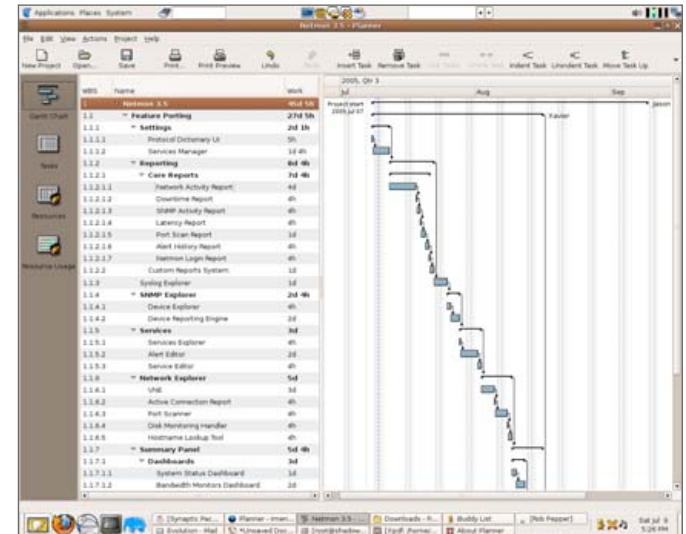 Applications Places System
Netmon 3.5 - Planner
File Edit View Actions Project Help
New Project Open... Save Print... Print Preview Undo Insert Task Remove Task Indent Task Unindent Task Move Task Up
2005, Qtr 3
WBS Name Work Jul Aug Sep
1 Netmon 3.5 45d 5h Project start Jason
Gantt Chart 1.1 Feature Porting 27d 5h 2005 Jul 07 Xavier
1.1.1 Settings 2d 1h
1.1.1.1 Protocol Dictionary UI 5h
1.1.1.2 Services Manager 1d 4h
Tasks 1.1.2 Reporting 8d 4h
1.1.2.1 Core Reports 7d 4h
1.1.2.1.1 Network Activity Report 4d
1.1.2.1.2 Downtime Report 4h
Resources 1.1.2.1.3 SNMP Activity Report 4h
1.1.2.1.4 Latency Report 4h
1.1.2.1.5 Port Scan Report 1d
1.1.2.1.6 Alert History Report 4h
Resource Usage 1.1.2.1.7 Netmon Login Report 4h
1.1.2.2 Custom Reports System 1d
1.1.3 Syslog Explorer 1d
1.1.4 SNMP Explorer 2d 4h
1.1.4.1 Device Explorer 4h
1.1.4.2 Device Reporting Engine 2d
1.1.5 Services 3d
1.1.5.1 Services Explorer 4h
1.1.5.2 Alert Editor 2d
1.1.5.3 Service Editor 4h
1.1.6 Network Explorer 5d
1.1.6.1 VNE 3d
1.1.6.2 Active Connection Report 4h
1.1.6.3 Port Scanner 4h
1.1.6.4 Disk Monitoring Handler 4h
1.1.6.5 Hostname Lookup Tool 4h
1.1.7 Summary Panel 5d 4h
1.1.7.1 Dashboards 3d
1.1.7.1.1 System Status Dashboard 1d
1.1.7.1.2 Bandwidth Monitors Dashboard 2d
[Synaptic Pac... Planner - Imen... Netmon 3.5 - ... Downloads - R... Buddy List [Rob Pepper] Sat Jul 9
Evolution - Mail *Unsaved Doc... About Planner 5:26 PM